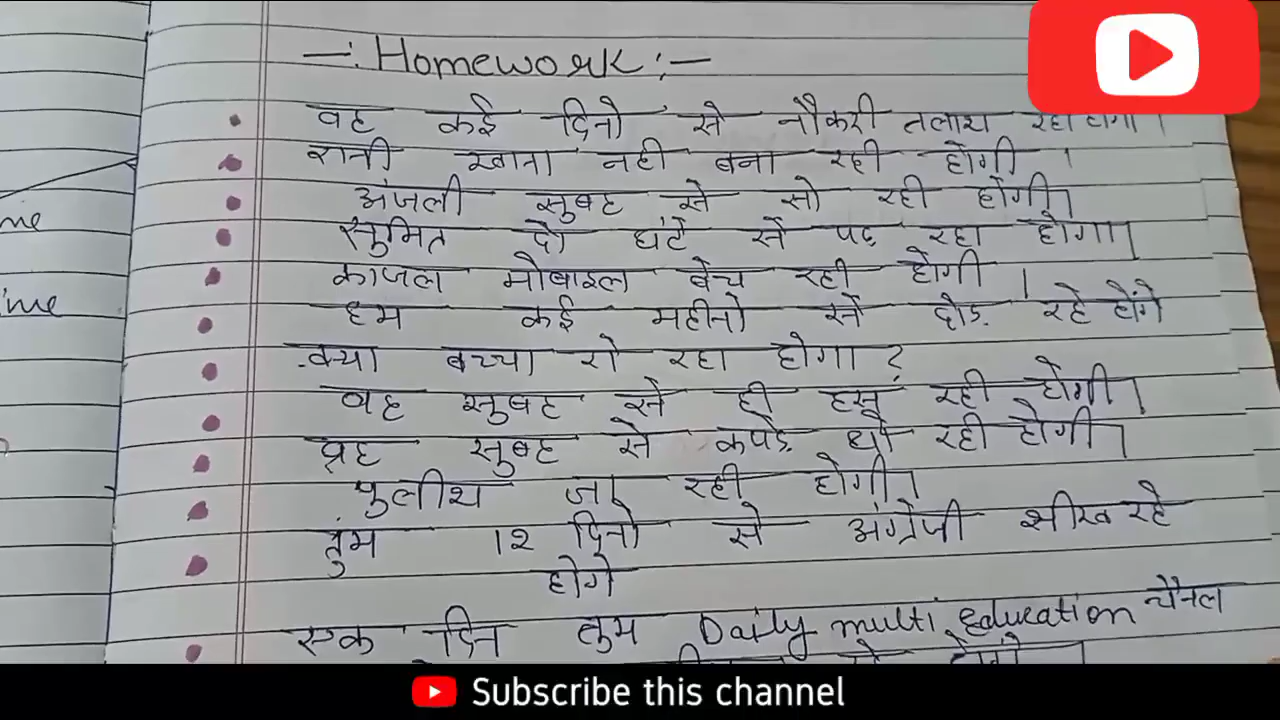 —: Homework :—
वह कई दिनो से नौकरी तलाश रहा होगा ।
रानी खाना नही बना रही होगी ।
अंजली सुबह से सो रही होगी।
सुमित दो घंटे से पढ़ रहा होगा।
काजल मोबाइल बेच रही होगी ।
हम कई महीनो से दोड़ रहे होंगे
क्या बच्चा रो रहा होगा ?
वह सुबह से ही हस रही होगी।
वह सुबह से कपड़े धो रही होगी।
पुलीश जा रही होगी।
तुम 12 दिनो से अंग्रेजी शीख रहे
होगे
एक दिन तुम Daily multi Education चैनल
me
ime
Subscribe this channel